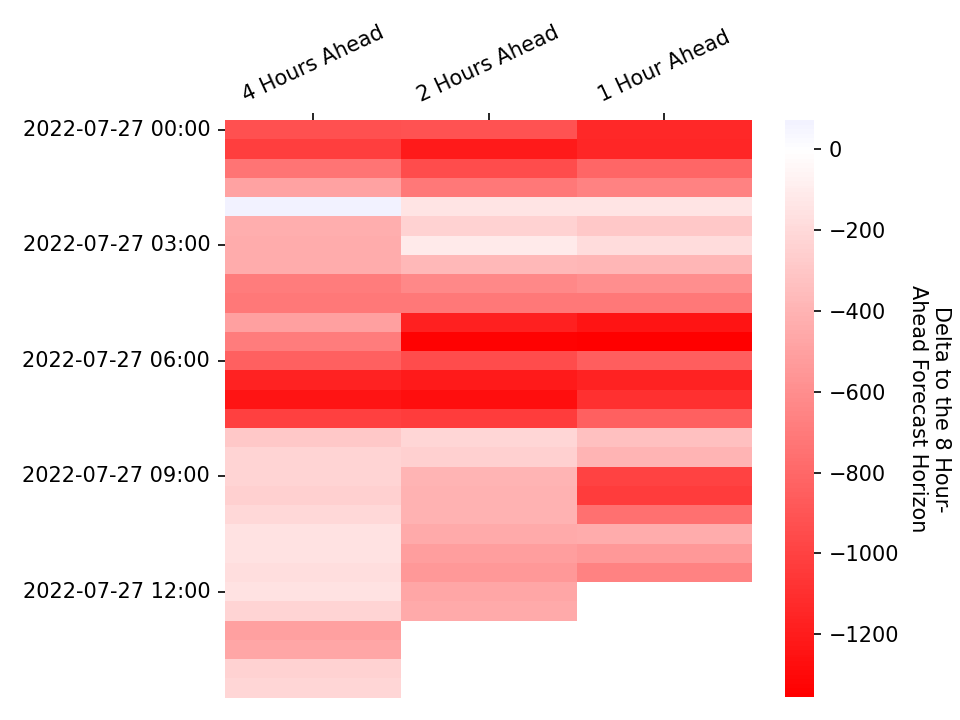 4 Hours Ahead
2 Hours Ahead
1 Hour Ahead
2022-07-27 00:00
2022-07-27 03:00
2022-07-27 06:00
2022-07-27 09:00
2022-07-27 12:00
0
−200
−400
−600
−800
−1000
−1200
Delta to the 8 Hour-
Ahead Forecast Horizon